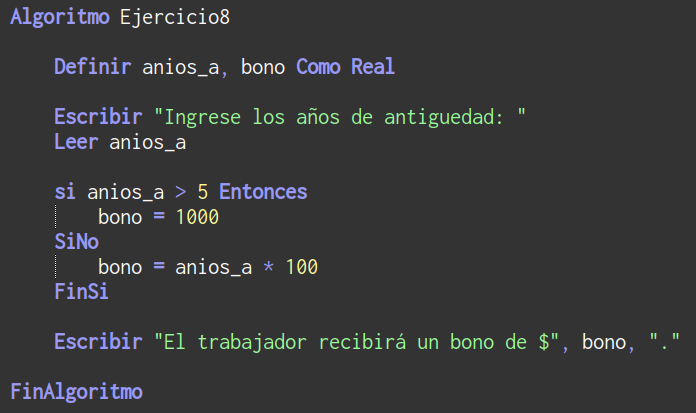 Algoritmo Ejercicio8
Definir anios_a, bono Como Real
Escribir "Ingrese los años de antiguedad: "
Leer anios_a
si anios_a > 5 Entonces
bono = 1000
SiNo
bono = anios_a * 100
FinSi
Escribir "El trabajador recibirá un bono de $", bono, "."
FinAlgoritmo